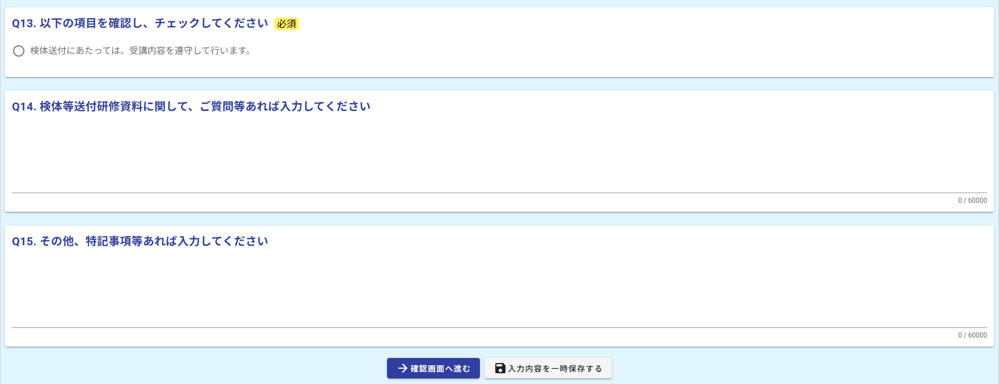 Q13. 以下の項目を確認し、チェックしてください 必須
検体送付にあたっては、受講内容を遵守して行います。
Q14. 検体等送付研修資料に関して、ご質問等あれば入力してください
0 / 60000
Q15. その他、特記事項等あれば入力してください
0 / 60000
確認画面へ進む 入力内容を一時保存する